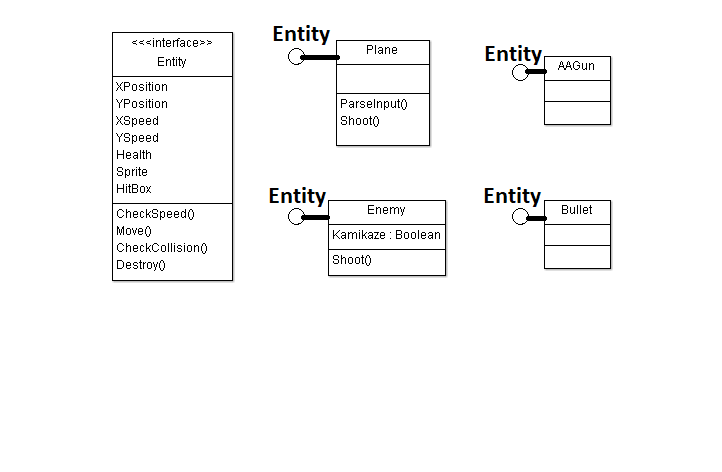 <<<interface>>
Entity
XPosition
YPosition
XSpeed
YSpeed
Health
Sprite
HitBox
CheckSpeed()
Move()
CheckCollision()
Destroy()
Entity
Plane
ParseInput()
Shoot()
Entity
AAGun
Entity
Enemy
Kamikaze : Boolean
Shoot()
Entity
Bullet